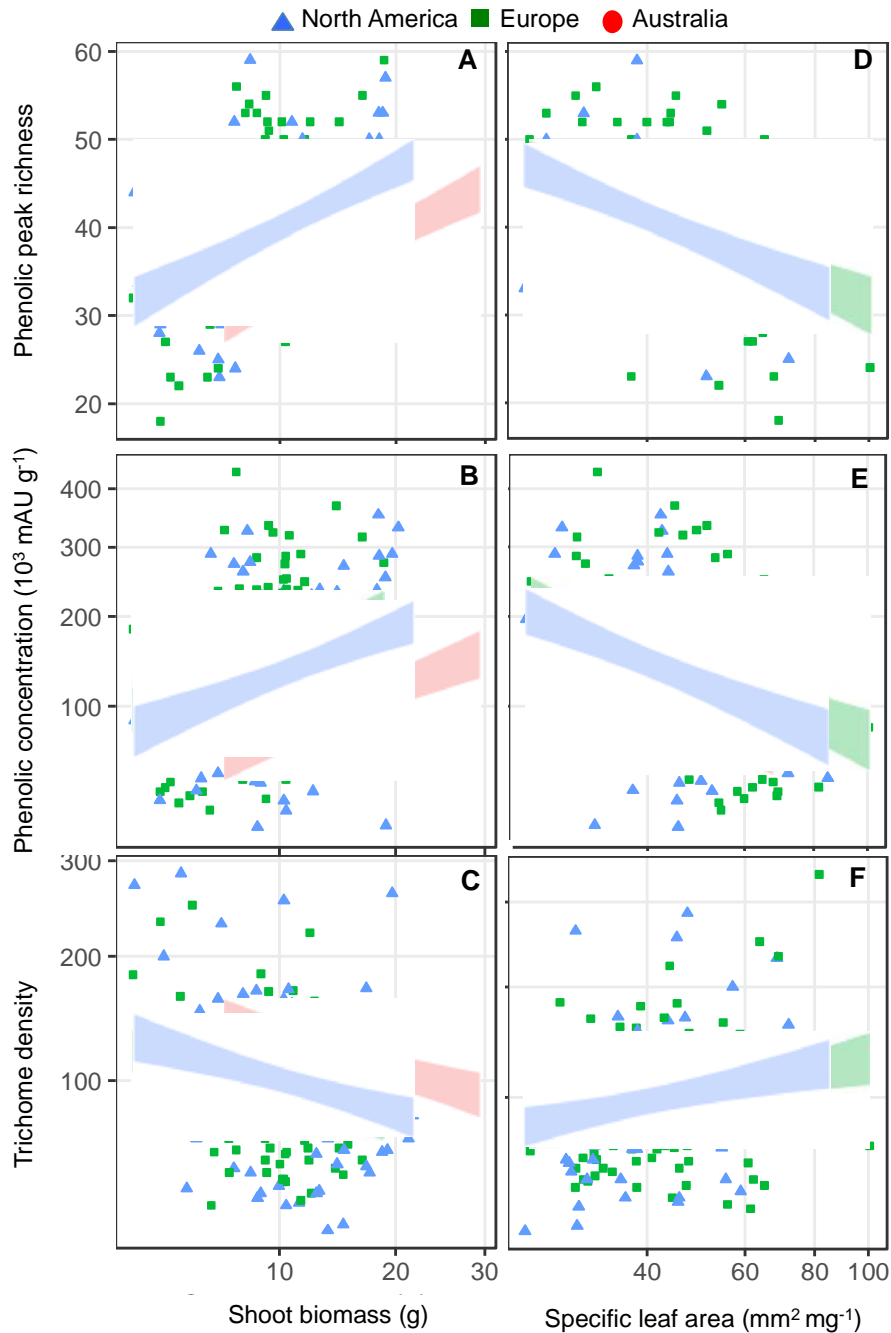 North America Europe Australia
A
D
Phenolic peak richness
60
50
40
30
20
B
E
Phenolic concentration (10³ mAU g⁻¹)
400
300
200
100
C
F
Trichome density
300
200
100
10 20 30
40 60 80 100
Shoot biomass (g)
Specific leaf area (mm² mg⁻¹)